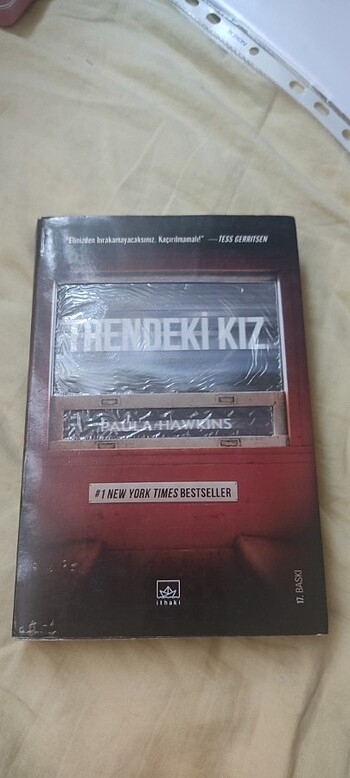 "Elinizden bırakamayacaksınız. Kaçırılmamalı!" —TESS GERRITSEN
TRENDEKİ KIZ
PAULA HAWKINS
#1 NEW YORK TIMES BESTSELLER
ithaki
17. BASKI